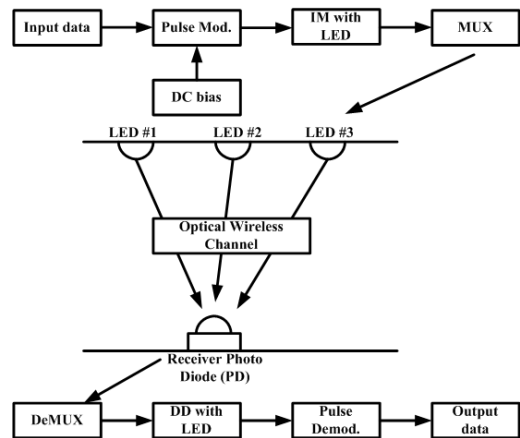 Input data
Pulse Mod.
IM with
LED
MUX
DC bias
LED #1
LED #2
LED #3
Optical Wireless
Channel
Receiver Photo
Diode (PD)
DeMUX
DD with
LED
Pulse
Demod.
Output
data